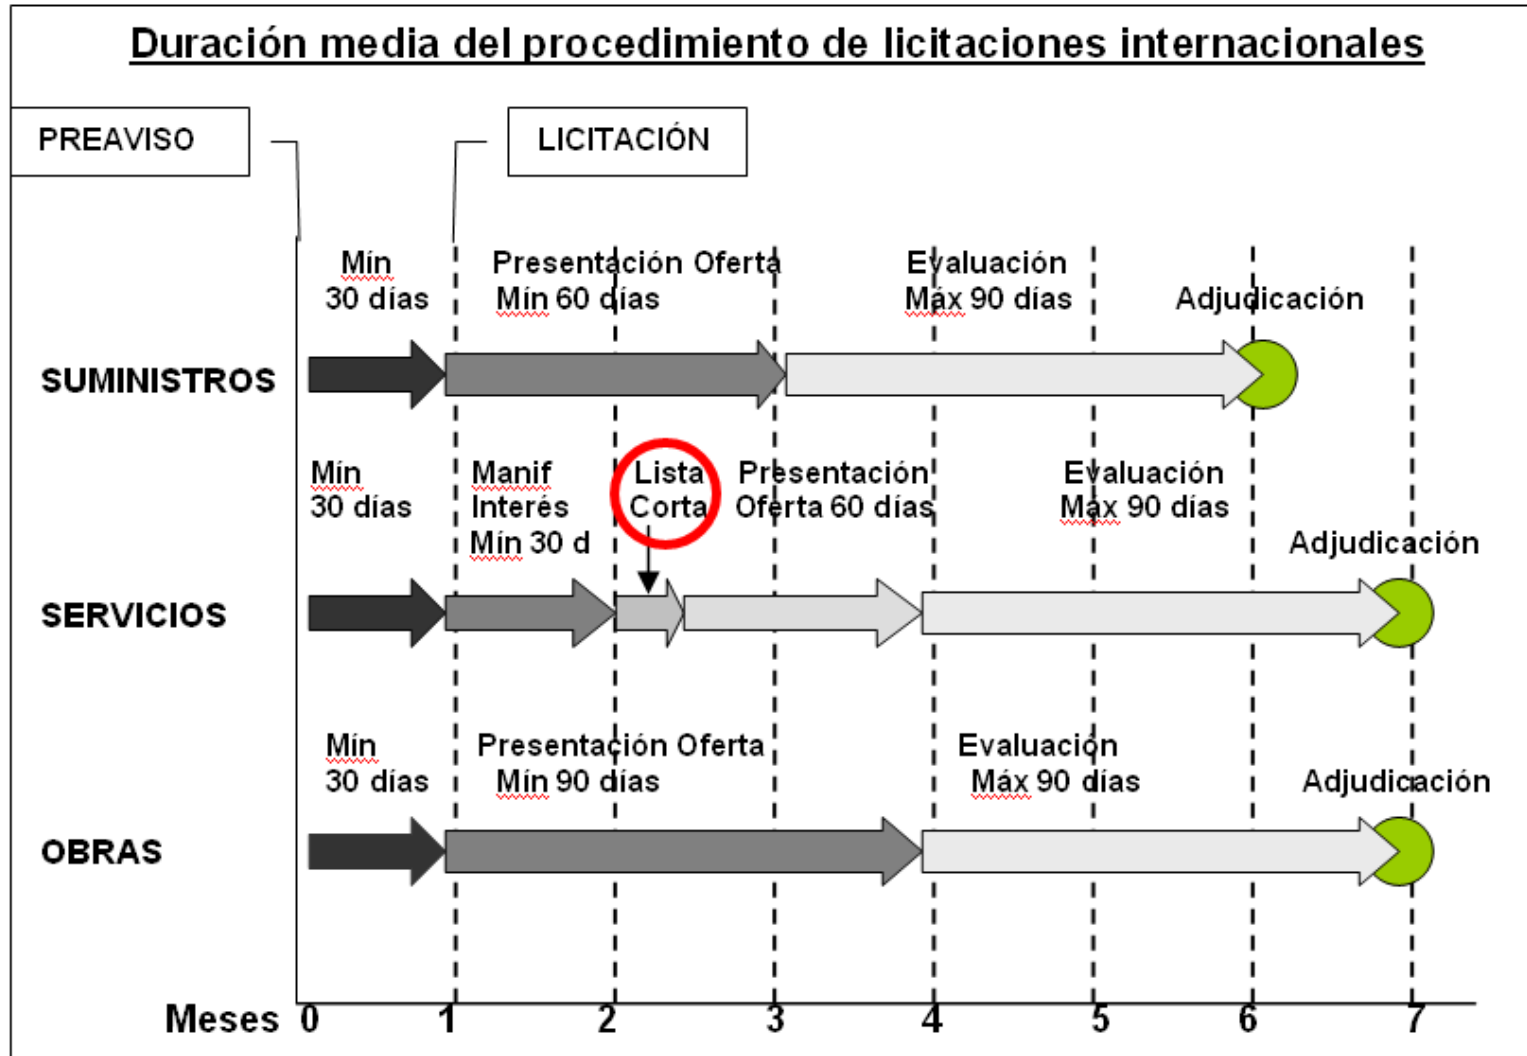 Duración media del procedimiento de licitaciones internacionales
PREAVISO
LICITACIÓN
Mín
30 días
Presentación Oferta
Mín 60 días
Evaluación
Máx 90 días
Adjudicación
SUMINISTROS
Mín
30 días
Manif
Interés
Mín 30 d
Lista
Corta
Presentación
Oferta 60 días
Evaluación
Máx 90 días
Adjudicación
SERVICIOS
Mín
30 días
Presentación Oferta
Mín 90 días
Evaluación
Máx 90 días
Adjudicación
OBRAS
Meses 0 1 2 3 4 5 6 7